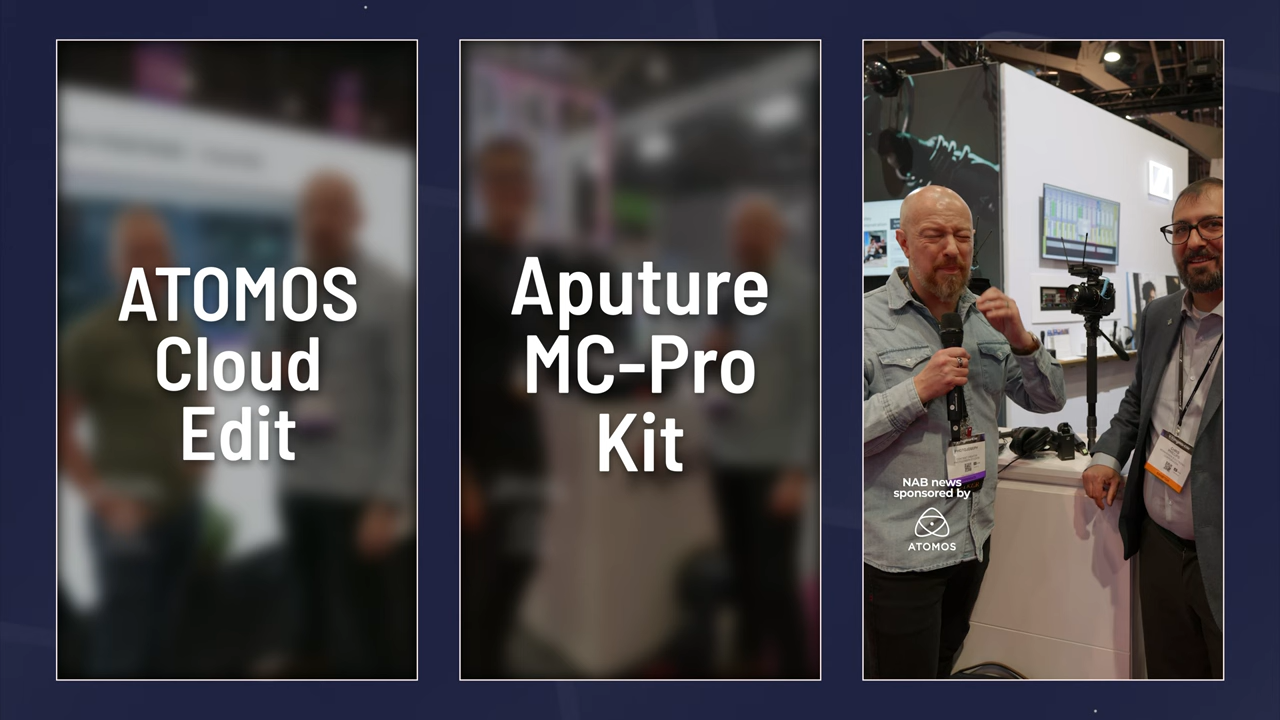 ATOMOS
Cloud
Edit
Aputure
MC-Pro
Kit
NAB news
sponsored by
ATOMOS